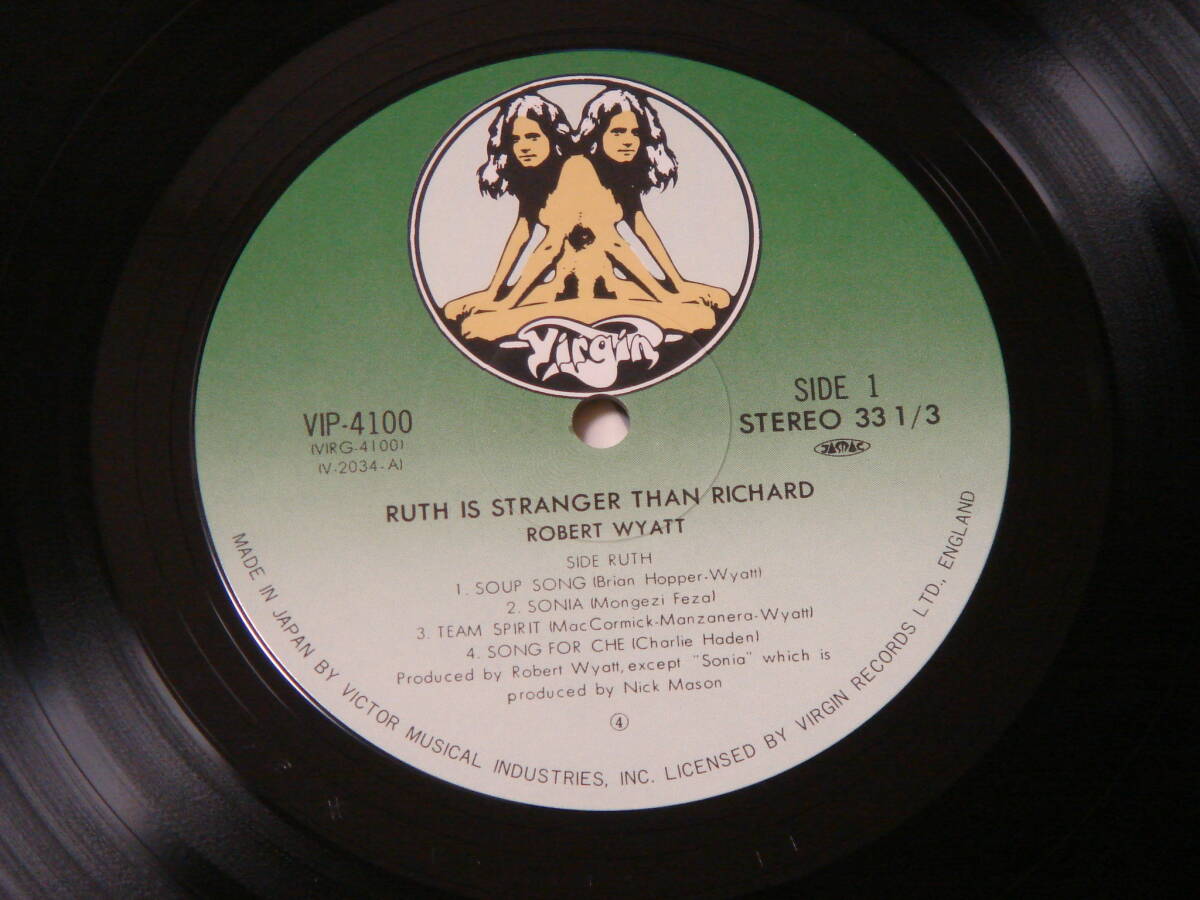 Virgin
VIP-4100
(VIRG-4100)
(V-2034-A)
SIDE 1
STEREO 33 1/3
JASRAC
RUTH IS STRANGER THAN RICHARD
ROBERT WYATT
SIDE RUTH
1. SOUP SONG (Brian Hopper-Wyatt)
2. SONIA (Mongezi Feza)
3. TEAM SPIRIT (MacCormick-Manzanera-Wyatt)
4. SONG FOR CHE (Charlie Haden)
Produced by Robert Wyatt, except "Sonia" which is
produced by Nick Mason
④
MADE IN JAPAN BY VICTOR MUSICAL INDUSTRIES, INC. LICENSED BY VIRGIN RECORDS LTD., ENGLAND